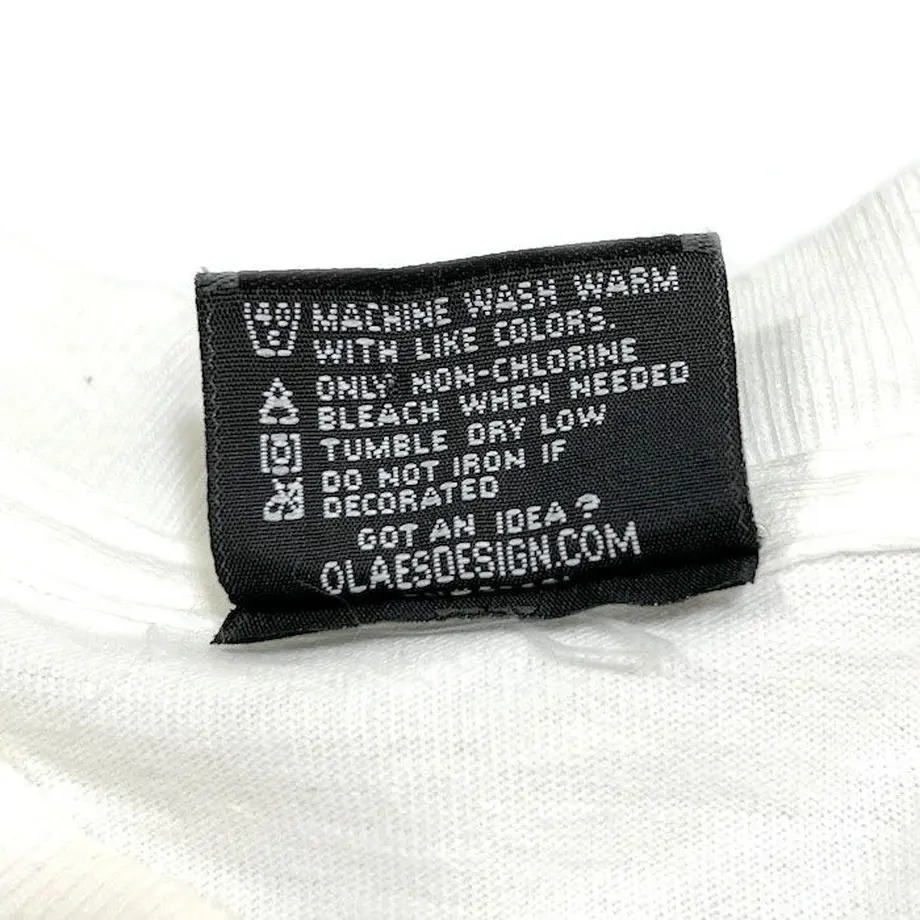 40
c
MACHINE WASH WARM
WITH LIKE COLORS.
ONLY NON-CHLORINE
BLEACH WHEN NEEDED
TUMBLE DRY LOW
DO NOT IRON IF
DECORATED
GOT AN IDEA?
OLAESDESIGN.COM